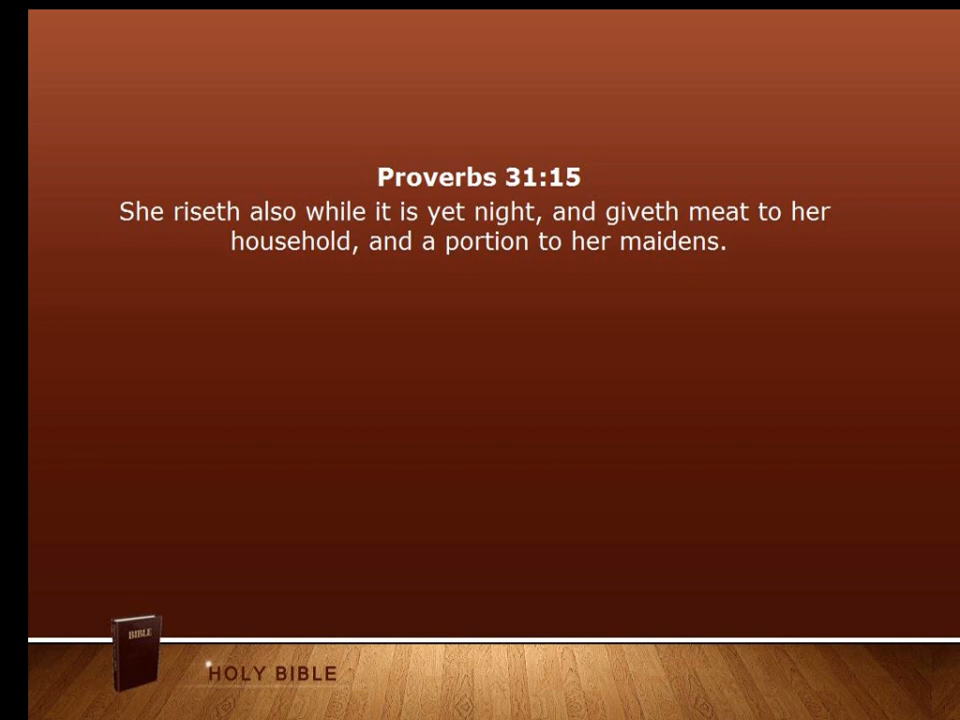 Proverbs 31:15
She riseth also while it is yet night, and giveth meat to her
household, and a portion to her maidens.
BIBLE
HOLY BIBLE